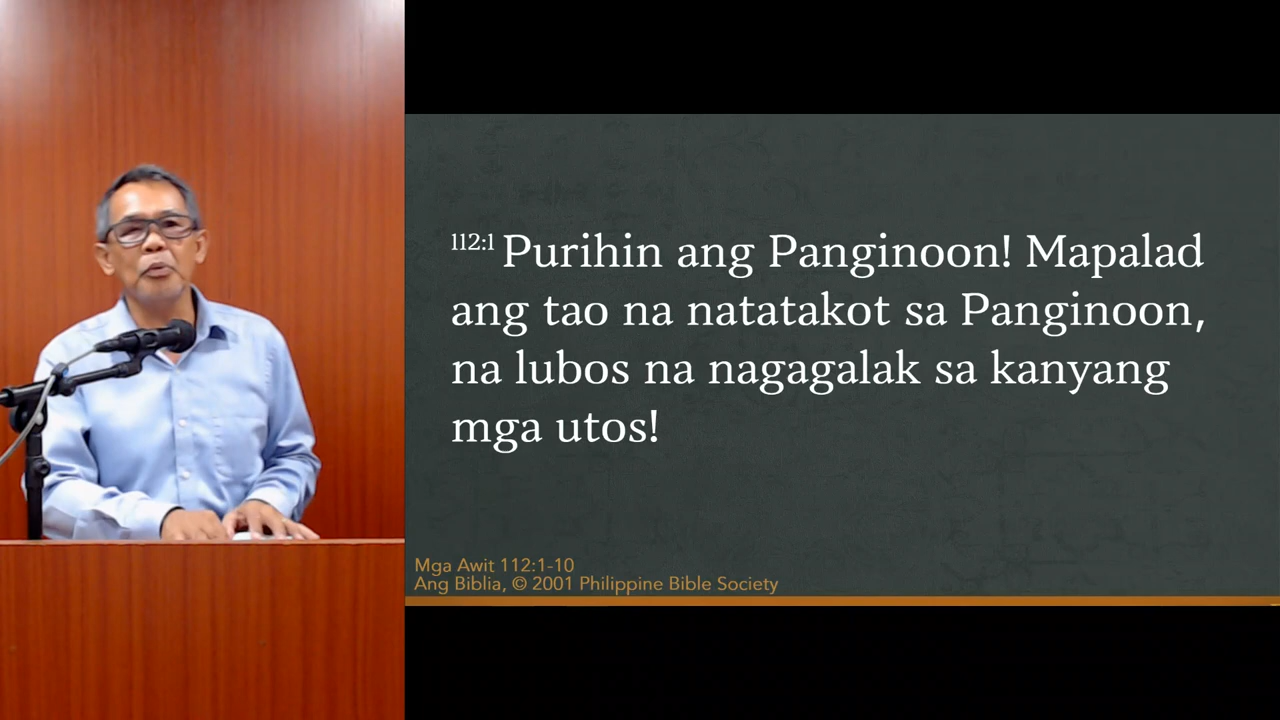 112:1 Purihin ang Panginoon! Mapalad
ang tao na natatakot sa Panginoon,
na lubos na nagagalak sa kanyang
mga utos!
Mga Awit 112:1-10
Ang Biblia, © 2001 Philippine Bible Society